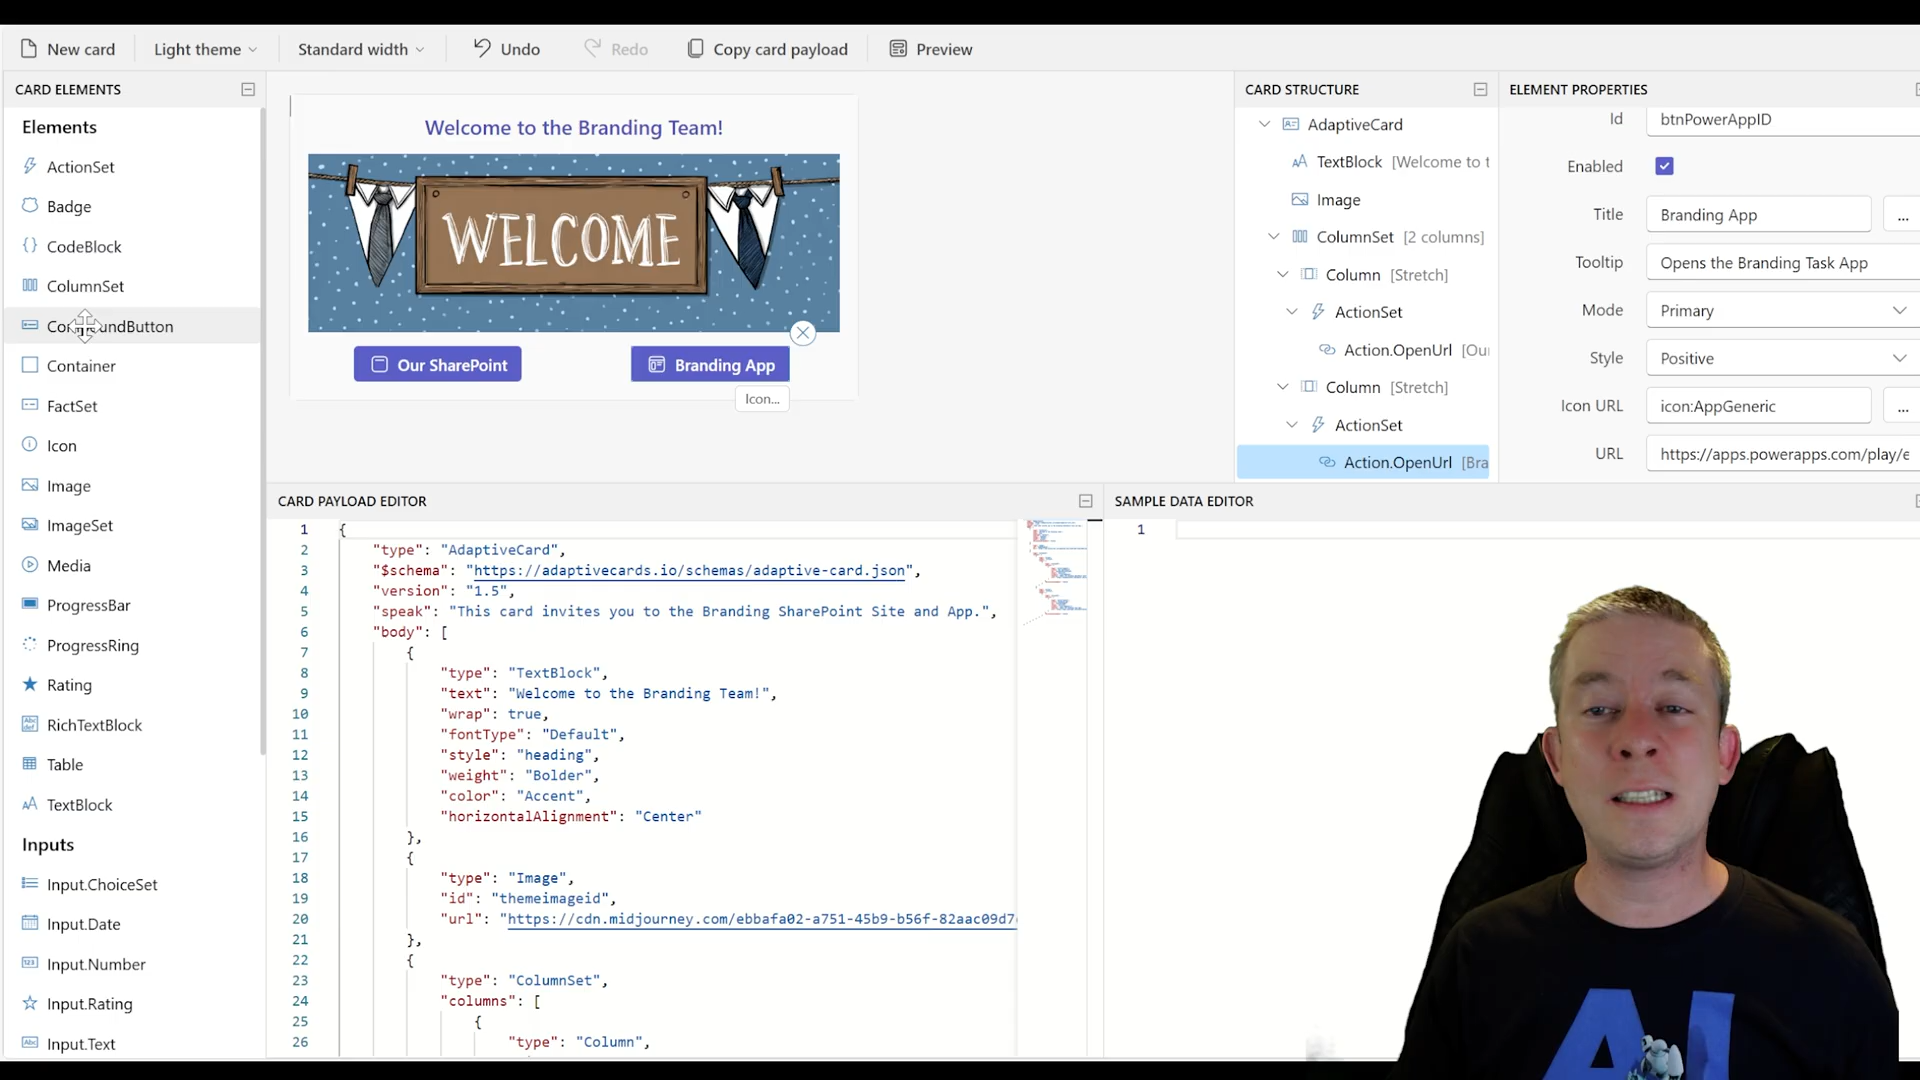 New card
Light theme
Standard width
Undo
Redo
Copy card payload
Preview
CARD ELEMENTS
Elements
ActionSet
Badge
CodeBlock
ColumnSet
CompoundButton
Container
FactSet
Icon
Image
ImageSet
Media
ProgressBar
ProgressRing
Rating
RichTextBlock
Table
TextBlock
Inputs
Input.ChoiceSet
Input.Date
Input.Number
Input.Rating
Input.Text
Welcome to the Branding Team!
WELCOME
Our SharePoint
Branding App
Icon...
CARD STRUCTURE
AdaptiveCard
TextBlock [Welcome to t
Image
ColumnSet [2 columns]
Column [Stretch]
ActionSet
Action.OpenUrl [Ou
Column [Stretch]
ActionSet
Action.OpenUrl [Bra
ELEMENT PROPERTIES
Id btnPowerAppID
Enabled
Title Branding App ...
Tooltip Opens the Branding Task App
Mode Primary
Style Positive
Icon URL icon:AppGeneric ...
URL https://apps.powerapps.com/play/e
CARD PAYLOAD EDITOR
1 {
2 "type": "AdaptiveCard",
3 "$schema": "https://adaptivecards.io/schemas/adaptive-card.json",
4 "version": "1.5",
5 "speak": "This card invites you to the Branding SharePoint Site and App.",
6 "body": [
7 {
8 "type": "TextBlock",
9 "text": "Welcome to the Branding Team!",
10 "wrap": true,
11 "fontType": "Default",
12 "style": "heading",
13 "weight": "Bolder",
14 "color": "Accent",
15 "horizontalAlignment": "Center"
16 },
17 {
18 "type": "Image",
19 "id": "themeimageid",
20 "url": "https://cdn.midjourney.com/ebbafa02-a751-45b9-b56f-82aac09d7
21 },
22 {
23 "type": "ColumnSet",
24 "columns": [
25 {
26 "type": "Column",
SAMPLE DATA EDITOR
1
AI